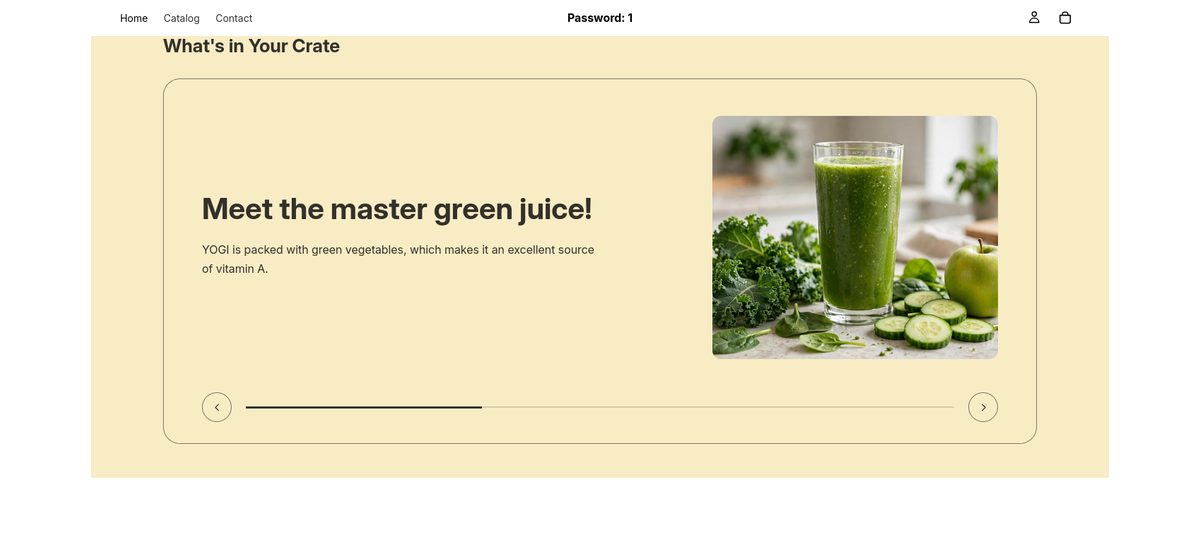 Home Catalog Contact Password: 1
What's in Your Crate
Meet the master green juice!
YOGI is packed with green vegetables, which makes it an excellent source
of vitamin A.